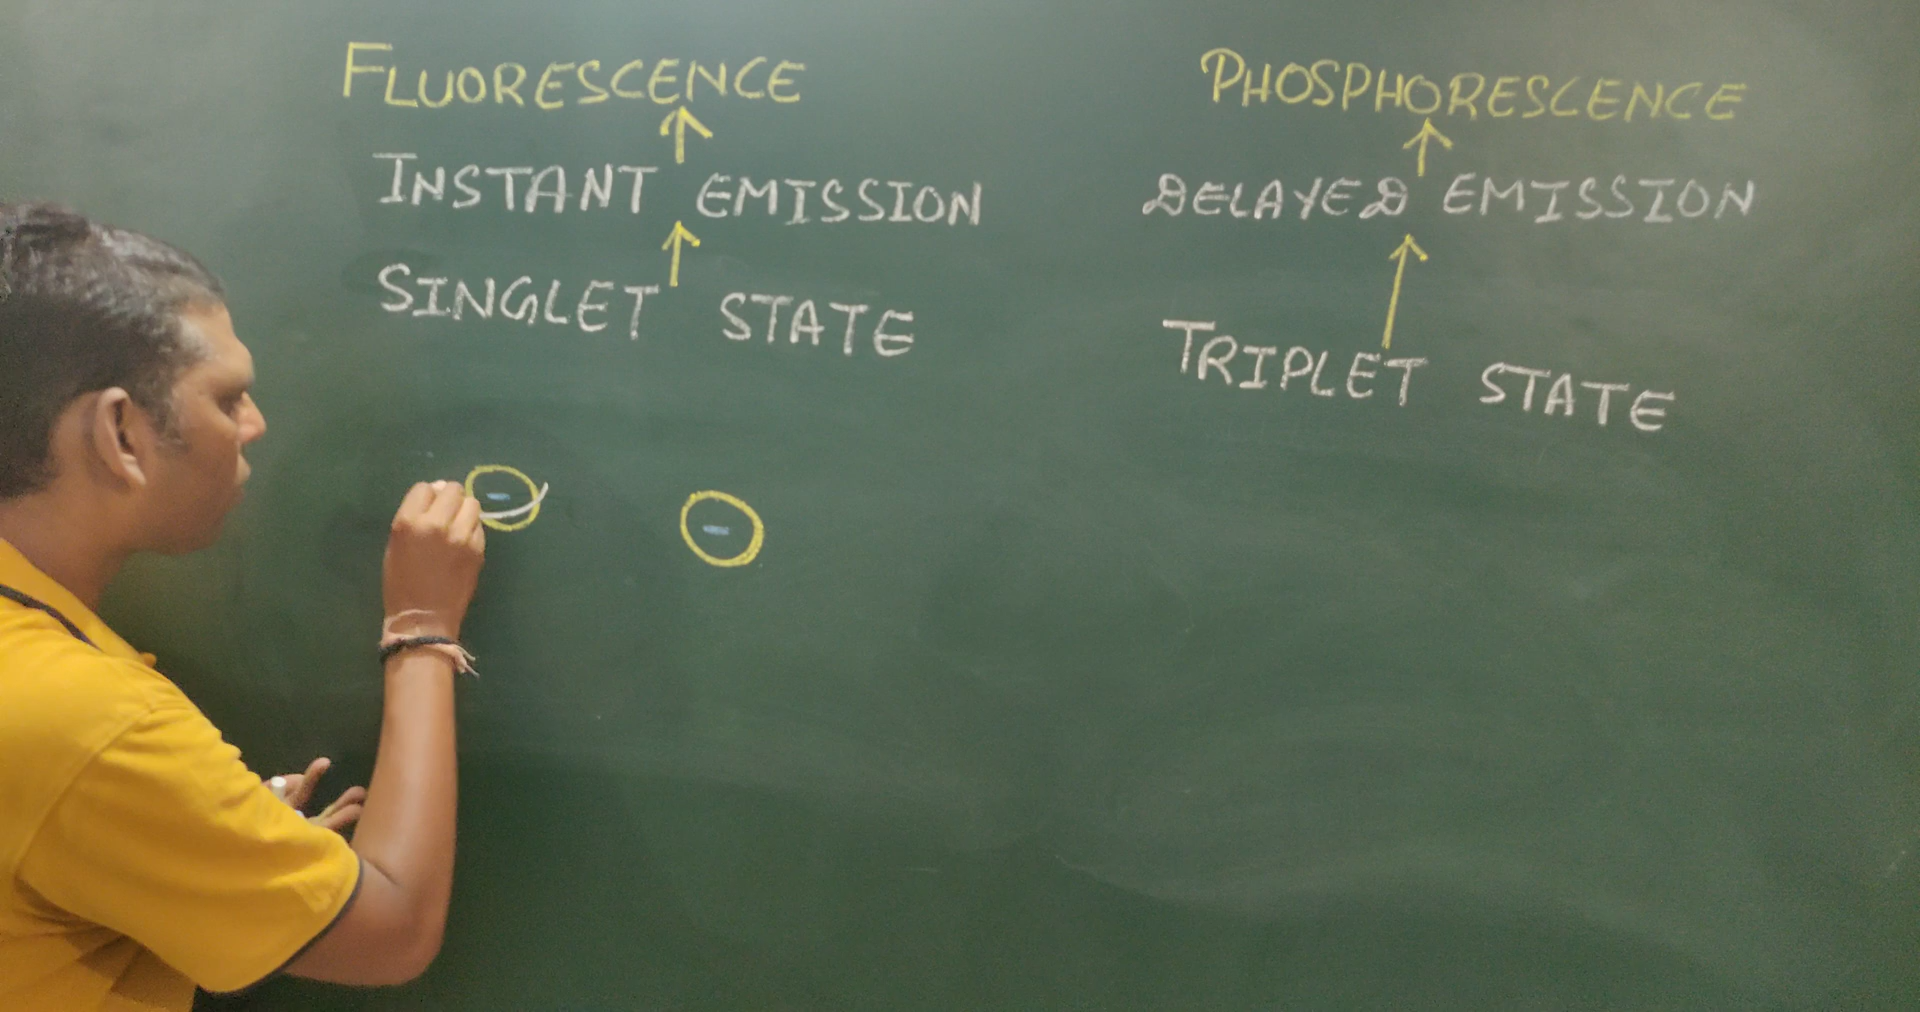 FLUORESCENCE
INSTANT EMISSION
SINGLET STATE
PHOSPHORESCENCE
DELAYED EMISSION
TRIPLET STATE
-
-